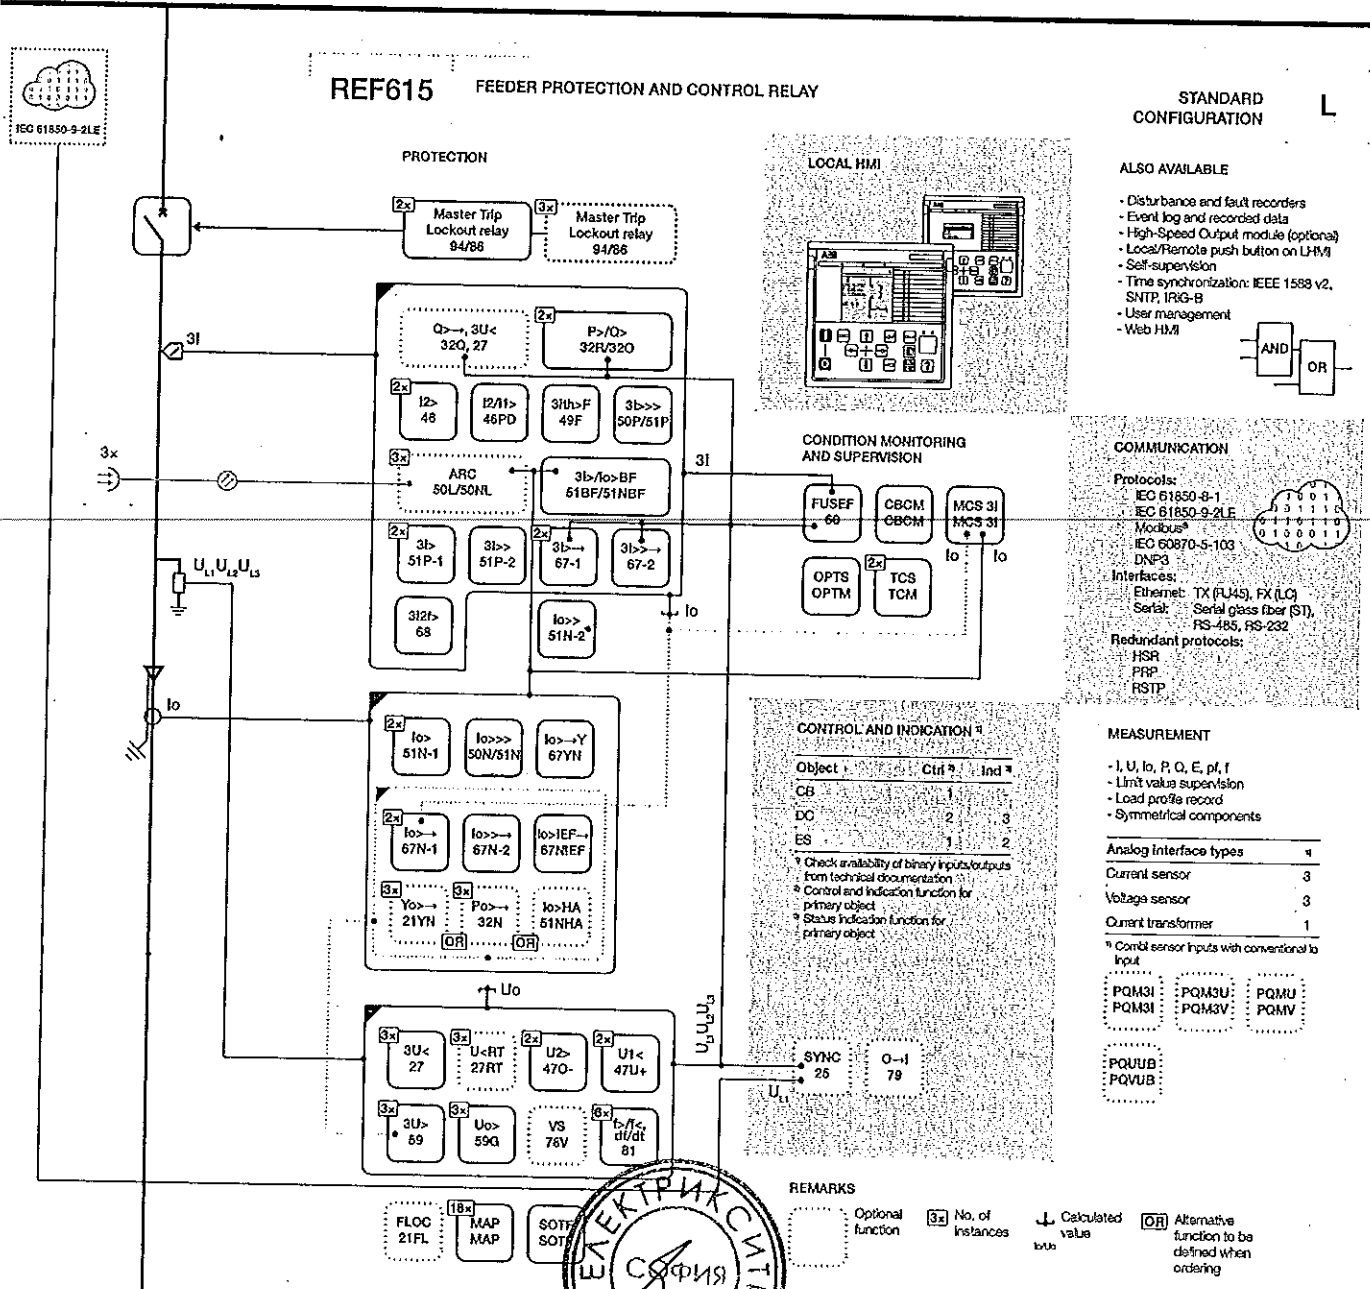 IEC 61850-9-2LE
REF615
FEEDER PROTECTION AND CONTROL RELAY
STANDARD
CONFIGURATION
L
PROTECTION
2x
Master Trip
Lockout relay
94/86
3x
Master Trip
Lockout relay
94/86
LOCAL HMI
ABB
ALSO AVAILABLE
- Disturbance and fault recorders
- Event log and recorded data
- High-Speed Output module (optional)
- Local/Remote push button on LHMI
- Self-supervision
- Time synchronization: IEEE 1588 v2,
SNTP, IRIG-B
- User management
- Web HMI
AND
OR
3I
Q>→, 3U<
32Q, 27
2x
P>/Q>
32R/32O
2x
I2>
46
I2/I1>
46PD
3Ith>F
49F
3I>>>
50P/51P
3x
3x
ARC
50L/50NL
3I>/Io>BF
51BF/51NBF
3I
2x
3I>
51P-1
3I>>
51P-2
2x
3I>→
67-1
3I>>→
67-2
3I2f>
68
Io>>
51N-2
Io
CONDITION MONITORING
AND SUPERVISION
FUSEF
60
CBCM
CBCM
MCS 3I
MCS 3I
Io
Io
OPTS
OPTM
2x
TCS
TCM
COMMUNICATION
Protocols:
IEC 61850-8-1
IEC 61850-9-2LE
Modbus®
IEC 60870-5-103
DNP3
Interfaces:
Ethernet: TX (RJ45), FX (LC)
Serial: Serial glass fiber (ST),
RS-485, RS-232
Redundant protocols:
HSR
PRP
RSTP
UL1UL2UL3
Io
2x
Io>
51N-1
Io>>>
50N/51N
Io>→Y
67YN
2x
Io>→
67N-1
Io>>→
67N-2
Io>IEF→
67NIEF
3x
Yo>→
21YN
OR
3x
Po>→
32N
OR
Io>HA
51NHA
Uo
CONTROL AND INDICATION 1)
Object Ctrl 2) Ind 3)
CB 1 -
DC 2 3
ES 1 2
1) Check availability of binary inputs/outputs
from technical documentation
2) Control and indication function for
primary object
3) Status indication function for
primary object
MEASUREMENT
- I, U, Io, P, Q, E, pf, f
- Limit value supervision
- Load profile record
- Symmetrical components
Analog interface types 1)
Current sensor 3
Voltage sensor 3
Current transformer 1
1) Combi sensor inputs with conventional Io
input
PQM3I
PQM3I
PQM3U
PQM3V
PQMU
PQMV
PQUUB
PQVUB
3x
3U<
27
3x
U<RT
27RT
2x
U2>
47O-
2x
U1<
47U+
3x
3U>
59
3x
Uo>
59G
VS
76V
6x
f>/f<,
df/dt
81
UL1UL2UL3
UL1
SYNC
25
O→I
79
FLOC
21FL
18x
MAP
MAP
SOTF
SOTF
REMARKS
Optional
function
3x
No. of
instances
Io/Uo
Calculated
value
OR
Alternative
function to be
defined when
ordering
СОФИЯ